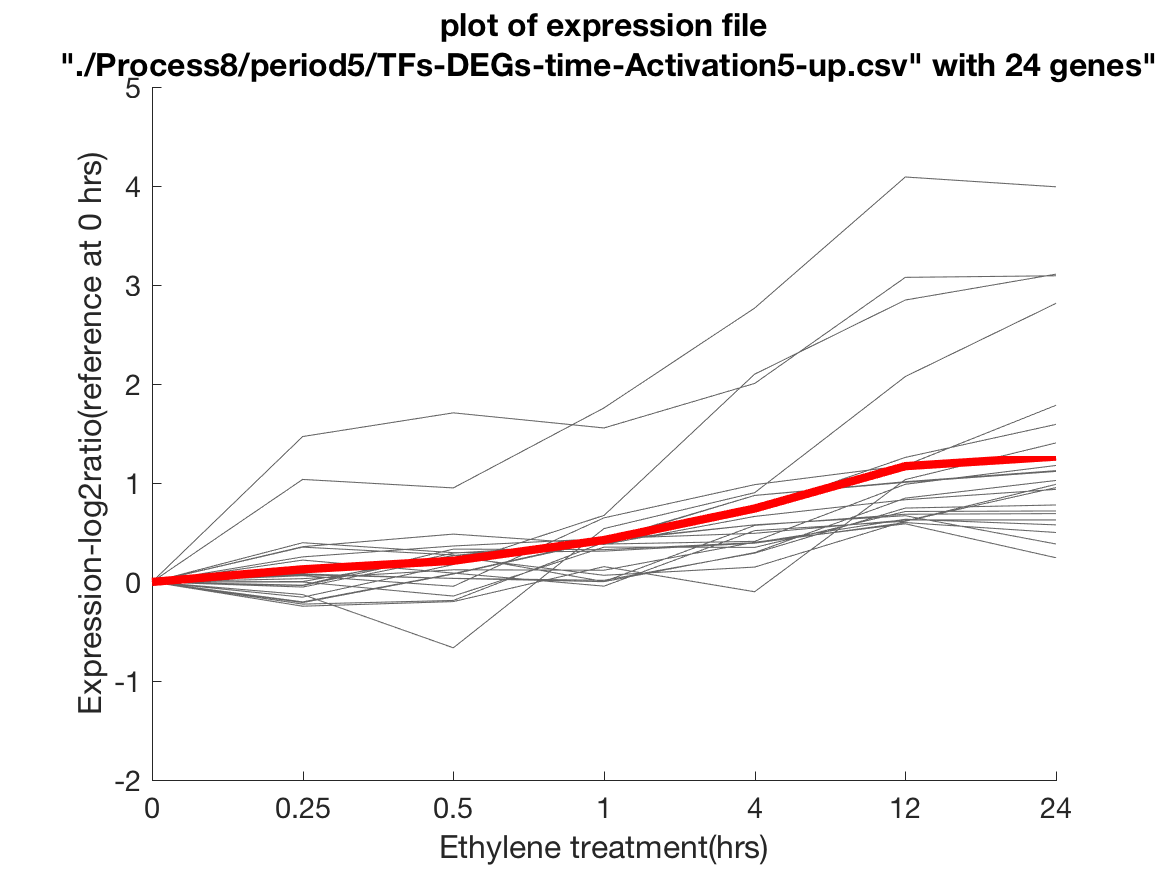 plot of expression file
"./Process8/period5/TFs-DEGs-time-Activation5-up.csv" with 24 genes"
5
4
3
2
1
0
-1
-2
Expression-log2ratio(reference at 0 hrs)
0 0.25 0.5 1 4 12 24
Ethylene treatment(hrs)